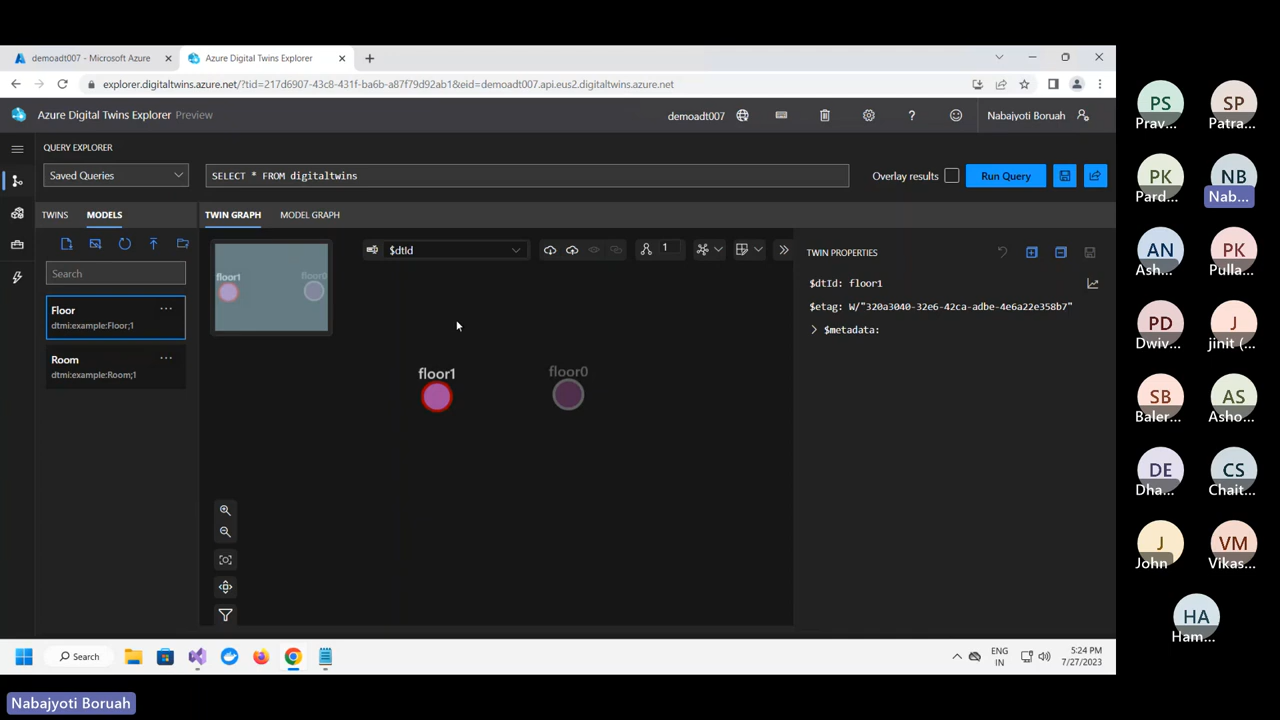 demoadt007 - Microsoft Azure
Azure Digital Twins Explorer
explorer.digitaltwins.azure.net/?tid=217d6907-43c8-431f-ba6b-a87f79d92ab1&eid=demoadt007.api.eus2.digitaltwins.azure.net
Azure Digital Twins Explorer Preview
demoadt007
Nabajyoti Boruah
QUERY EXPLORER
Saved Queries
SELECT * FROM digitaltwins
Overlay results
Run Query
TWINS
MODELS
TWIN GRAPH
MODEL GRAPH
Search
Floor
dtmi:example:Floor;1
Room
dtmi:example:Room;1
floor1
floor0
$dtId
1
floor1
floor0
TWIN PROPERTIES
$dtId: floor1
$etag: W/"320a3040-32e6-42ca-adbe-4e6a22e358b7"
$metadata:
Search
ENG
IN
5:24 PM
7/27/2023
Nabajyoti Boruah
PS
Prav...
SP
Patra...
PK
Pard...
NB
Nab...
AN
Ash...
PK
Pulla...
PD
Dwiv...
J
jinit (...
SB
Baler...
AS
Asho...
DE
Dha...
CS
Chait...
J
John
VM
Vikas...
HA
Ham...